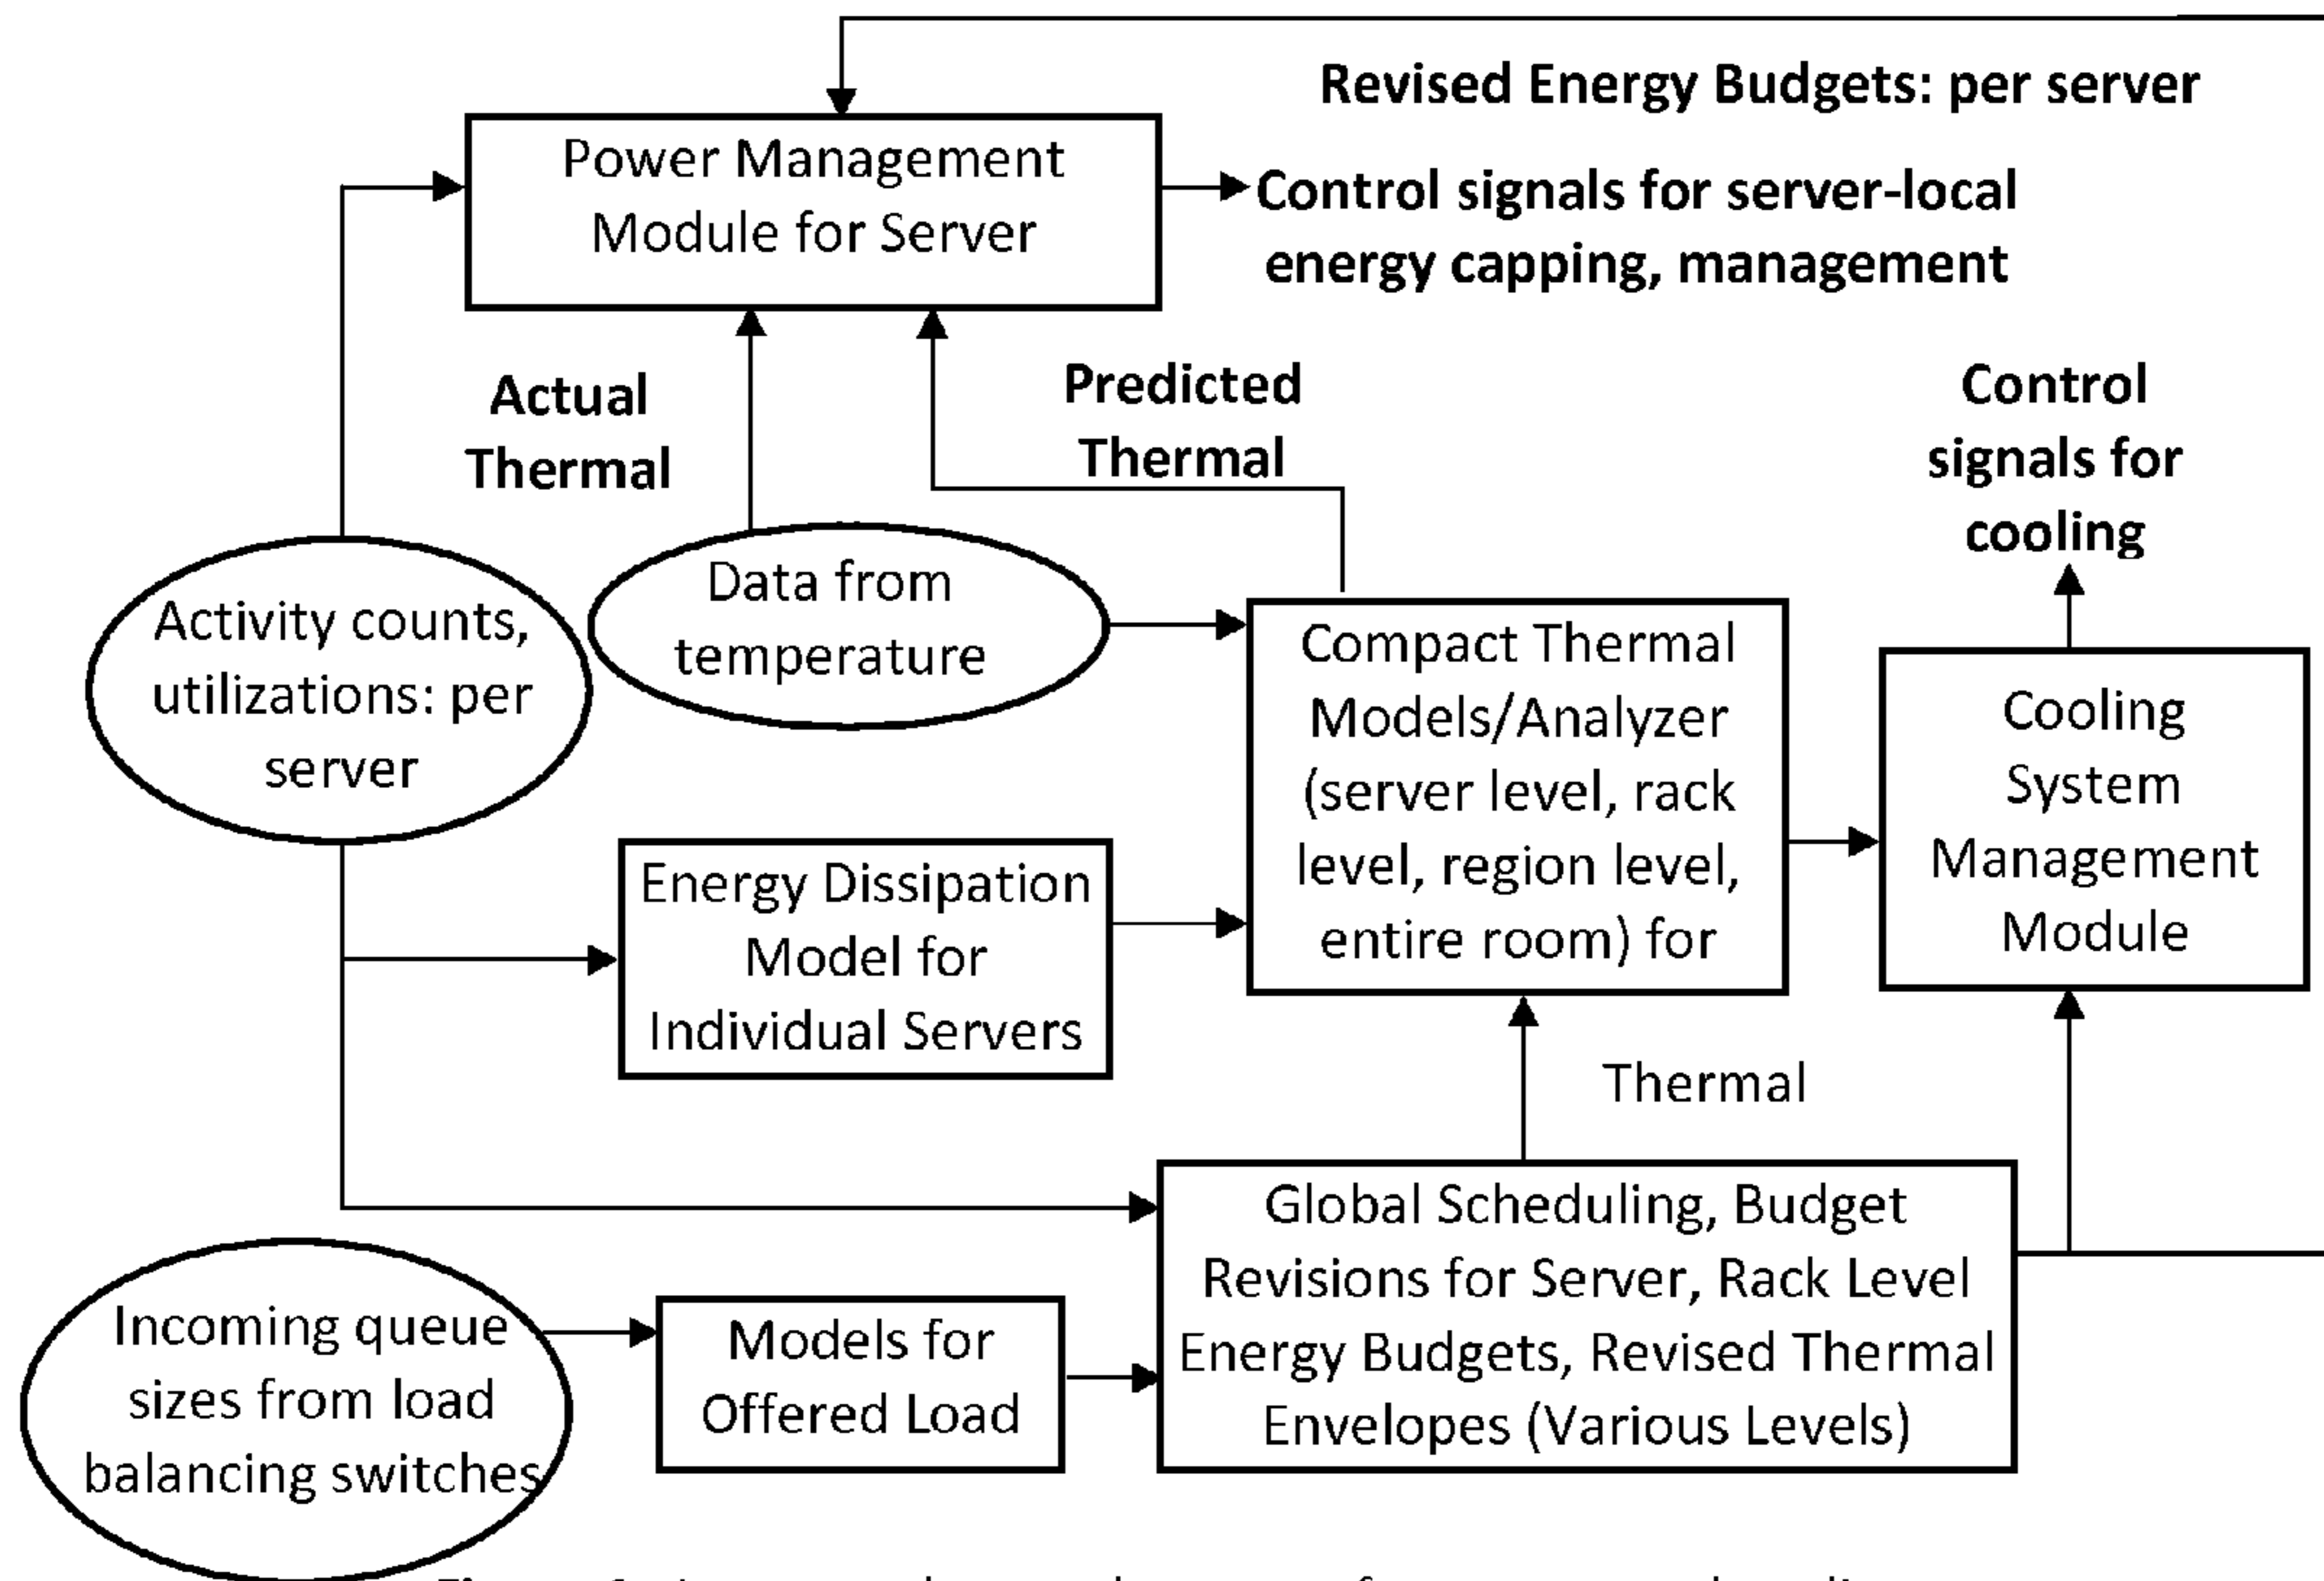 Revised Energy Budgets: per server
Power Management
Module for Server
Control signals for server-local
energy capping, management
Actual
Thermal
Predicted
Thermal
Control
signals for
cooling
Activity counts,
utilizations: per
server
Data from
temperature
Compact Thermal
Models/Analyzer
(server level, rack
level, region level,
entire room) for
Cooling
System
Management
Module
Energy Dissipation
Model for
Individual Servers
Thermal
Global Scheduling, Budget
Revisions for Server, Rack Level
Energy Budgets, Revised Thermal
Envelopes (Various Levels)
Incoming queue
sizes from load
balancing switches
Models for
Offered Load